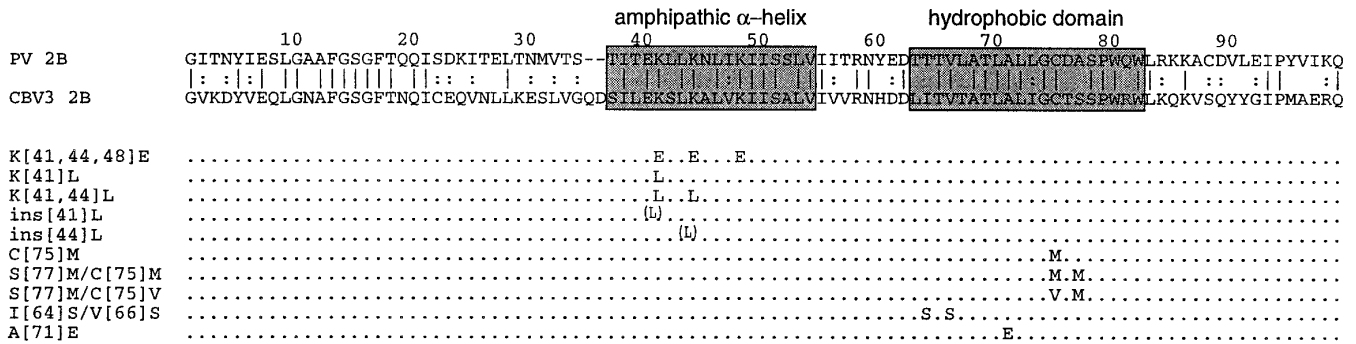 amphipathic α-helix hydrophobic domain
10 20 30 40 50 60 70 80 90
PV 2B GITNYIESLGAAFGSGFTQQISDKITELTNMVTS--TITEKLLKNLIKIISSLVIITRNYEDTTTVLATLALLGCDASPWQWLRKKACDVLEIPYVIKQ
CBV3 2B GVKDYVEQLGNAFGSGFTNQICEQVNLLKESLVGQDSILEKSLKALVKIISALVIVVRNHDDLITVTATLALIGCTSSPWRWLKQKVSQYYGIPMAERQ
K[41,44,48]E E..E...E
K[41]L L
K[41,44]L L..L
ins[41]L (L)
ins[44]L (L)
C[75]M M
S[77]M/C[75]M M.M
S[77]M/C[75]V V.M
I[64]S/V[66]S S.S
A[71]E E